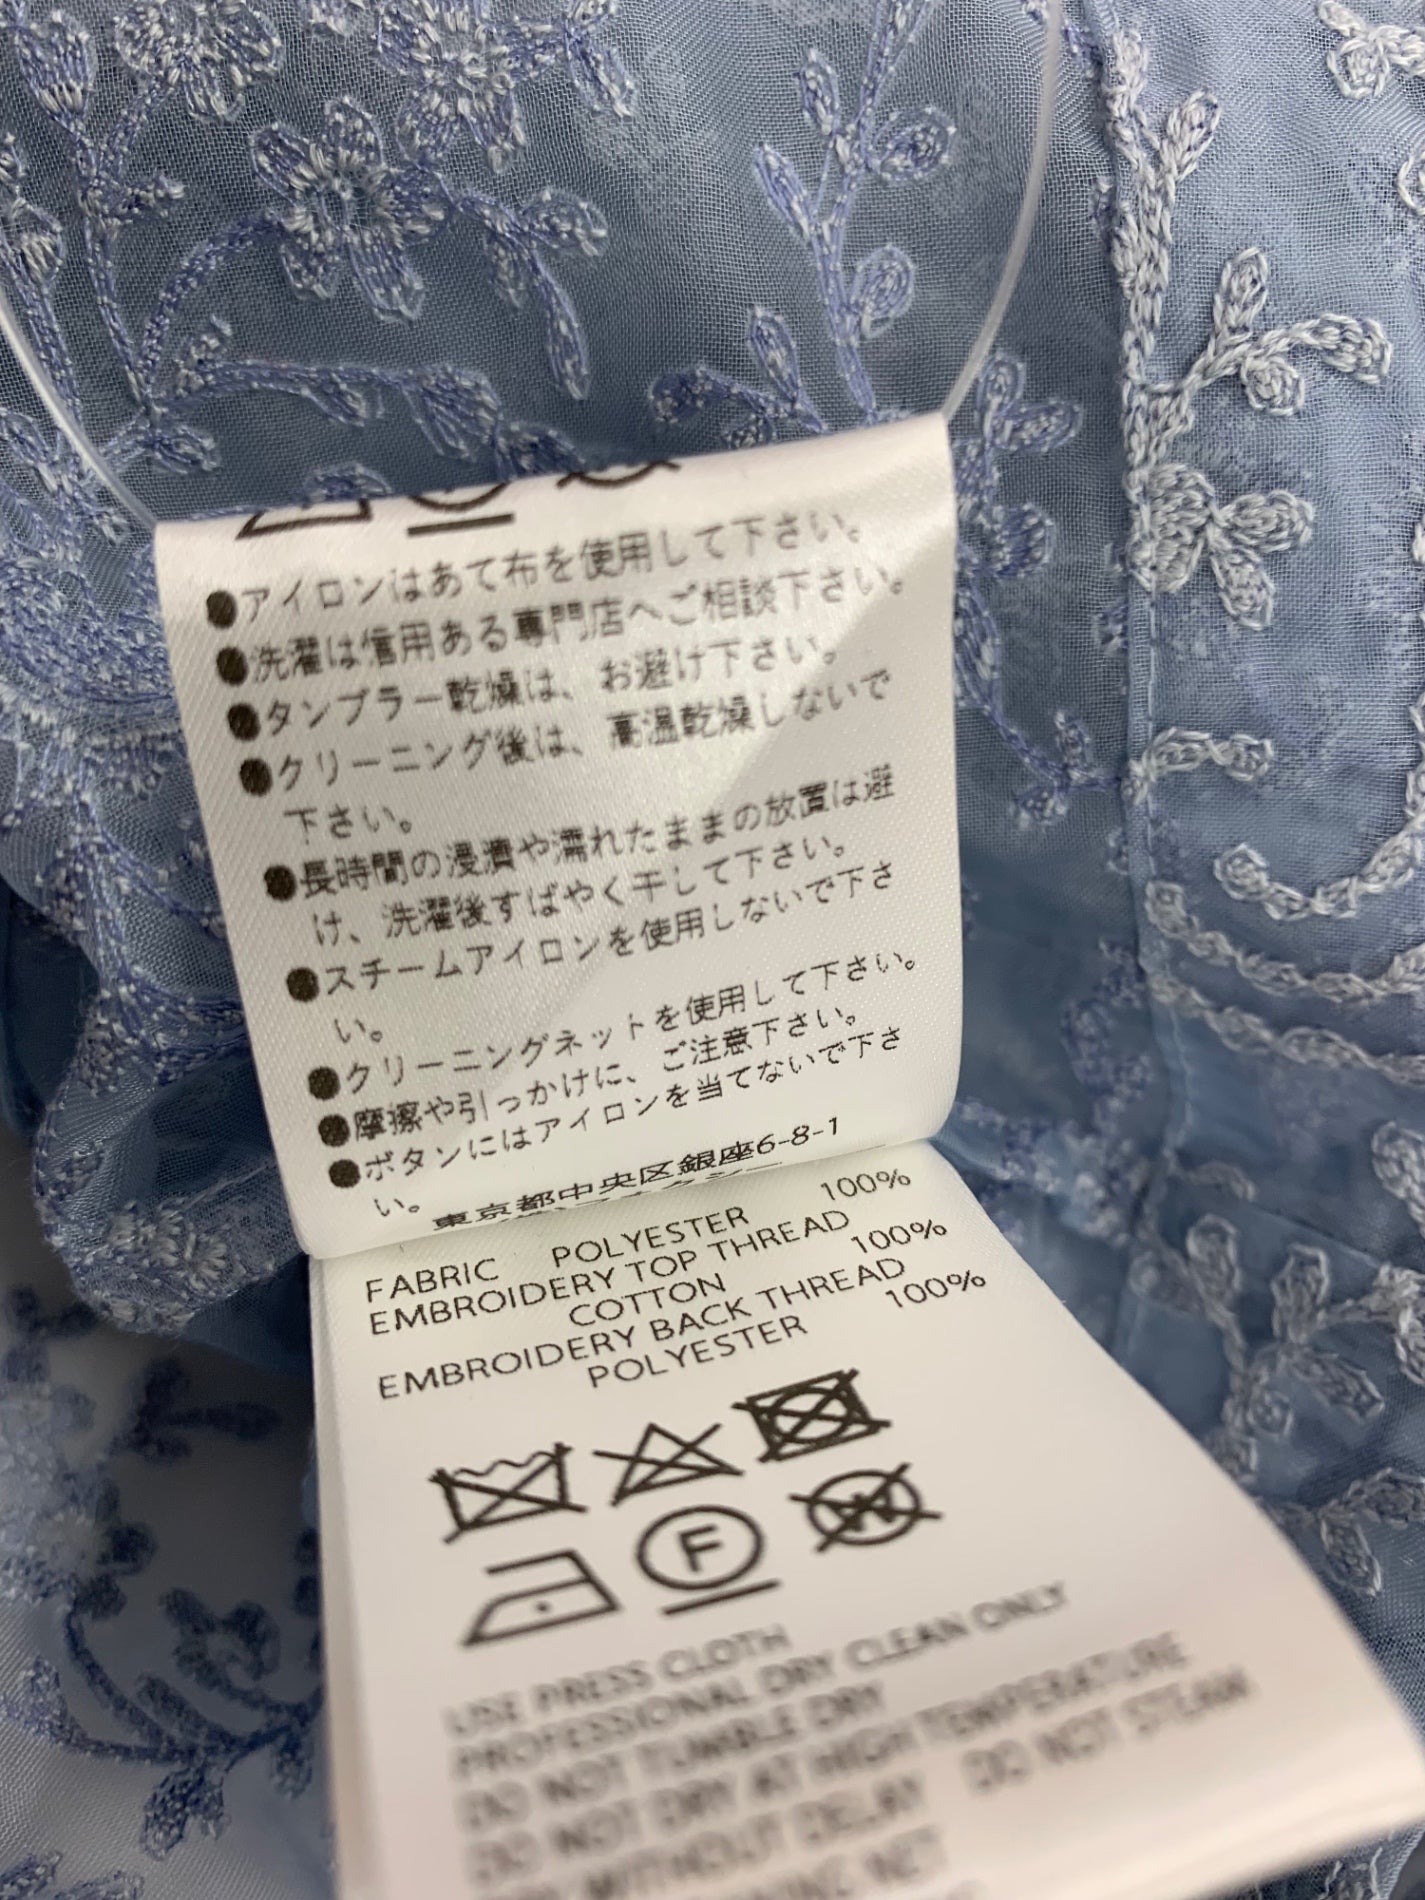 ●アイロンはあて布を使用して下さい。
●洗濯は信用ある専門店へご相談下さい。
●タンブラー乾燥は、お避け下さい。
●クリーニング後は、高温乾燥しないで
下さい。
●長時間の浸漬や濡れたままの放置は避
け、洗濯後すばやく干して下さい。
●スチームアイロンを使用しないで下さ
い。
●クリーニングネットを使用して下さい。
●摩擦や引っかけに、ご注意下さい。
●ボタンにはアイロンを当てないで下さ
い。
東京都中央区銀座6-8-1
FABRIC POLYESTER 100%
EMBROIDERY TOP THREAD
COTTON 100%
EMBROIDERY BACK THREAD
POLYESTER 100%
F
W
USE PRESS CLOTH
PROFESSIONAL DRY CLEAN ONLY
DO NOT TUMBLE DRY
DO NOT DRY AT HIGH TEMPERATURE
WITHOUT DELAY DO NOT STEAM